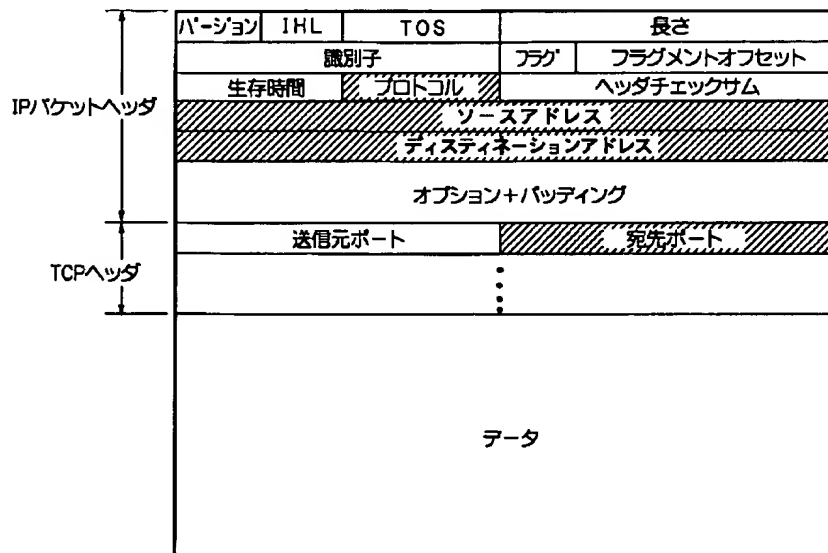 バージョン IHL TOS 長さ
識別子 フラグ フラグメントオフセット
生存時間 プロトコル ヘッダチェックサム
IPパケットヘッダ
ソースアドレス
ディスティネーションアドレス
オプション+パッディング
送信元ポート 宛先ポート
TCPヘッダ
データ